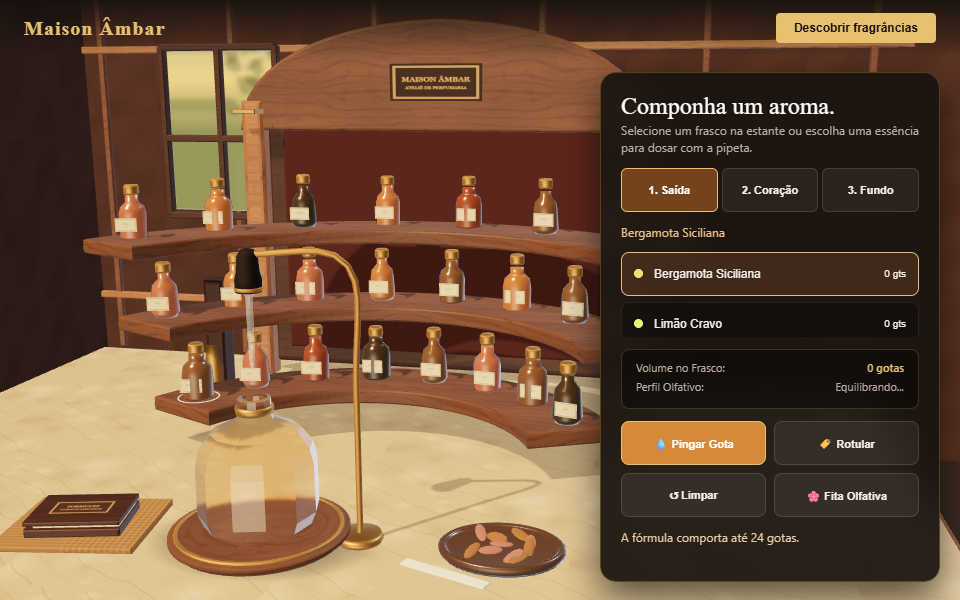 Maison Âmbar
Descobrir fragrâncias
MAISON ÂMBAR
ATELIÊ DE PERFUMARIA
Componha um aroma.
Selecione um frasco na estante ou escolha uma essência
para dosar com a pipeta.
1. Saída
2. Coração
3. Fundo
Bergamota Siciliana
Bergamota Siciliana
0 gts
Limão Cravo
0 gts
Volume no Frasco:
0 gotas
Perfil Olfativo:
Equilibrando...
Pingar Gota
Rotular
↺ Limpar
Fita Olfativa
A fórmula comporta até 24 gotas.